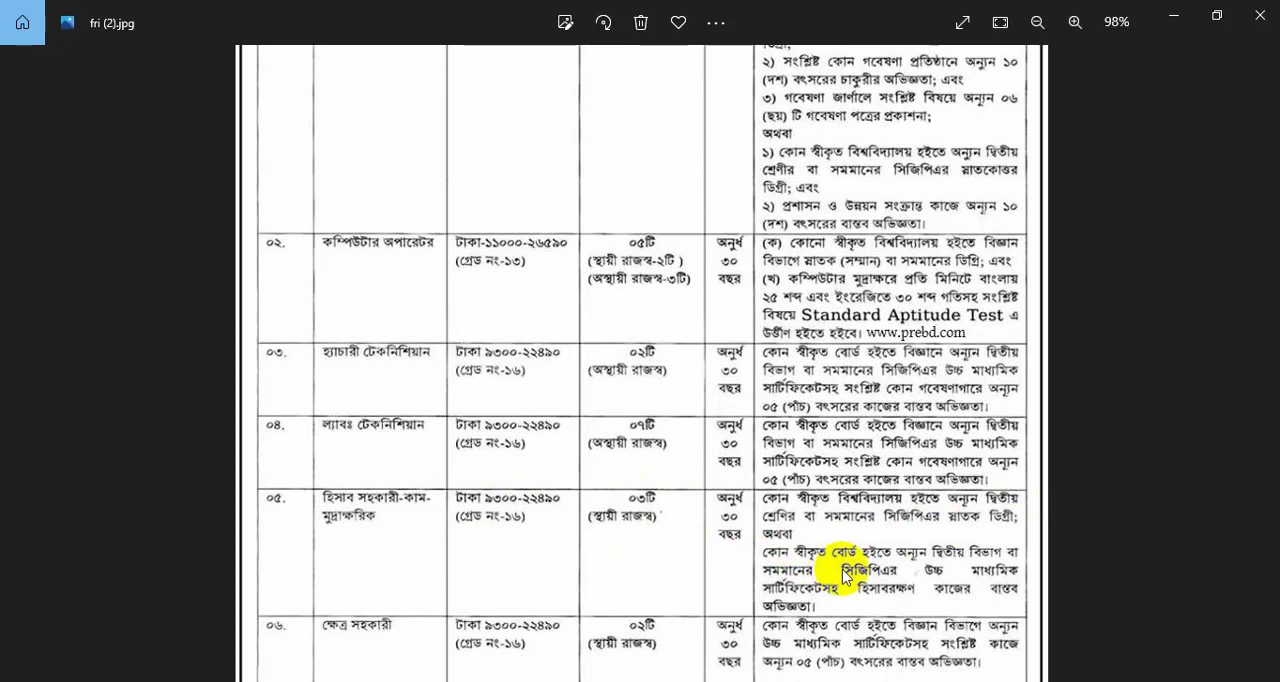 fri (2).jpg
98%
ডিগ্রী;
২) সংশ্লিষ্ট কোন গবেষণা প্রতিষ্ঠানে অন্যুন ১০
(দশ) বৎসরের চাকুরীর অভিজ্ঞতা; এবং
৩) গবেষণা জার্ণালে সংশ্লিষ্ট বিষয়ে অন্যূন ০৬
(ছয়) টি গবেষণা পত্রের প্রকাশনা;
অথবা
১) কোন স্বীকৃত বিশ্ববিদ্যালয় হইতে অন্যুন দ্বিতীয়
শ্রেণীর বা সমমানের সিজিপিএর স্নাতকোত্তর
ডিগ্রী; এবং
২) প্রশাসন ও উন্নয়ন সংক্রান্ত কাজে অন্যূন ১০
(দশ) বৎসরের বাস্তব অভিজ্ঞতা।
০২.
কম্পিউটার অপারেটর
টাকা-১১০০০-২৬৫৯০
(গ্রেড নং-১৩)
০৫টি
(স্থায়ী রাজস্ব-২টি )
(অস্থায়ী রাজস্ব-৩টি)
অনুর্ধ
৩০
বছর
(ক) কোনো স্বীকৃত বিশ্ববিদ্যালয় হইতে বিজ্ঞান
বিভাগে স্নাতক (সম্মান) বা সমমানের ডিগ্রি; এবং
(খ) কম্পিউটার মুদ্রাক্ষরে প্রতি মিনিটে বাংলায়
২৫ শব্দ এবং ইংরেজিতে ৩০ শব্দ গতিসহ সংশ্লিষ্ট
বিষয়ে Standard Aptitude Test এ
উর্ত্তীণ হইতে হইবে। www.prebd.com
০৩.
হ্যাচারী টেকনিশিয়ান
টাকা ৯৩০০-২২৪৯০
(গ্রেড নং-১৬)
০২টি
(অস্থায়ী রাজস্ব)
অনুর্ধ
৩০
বছর
কোন স্বীকৃত বোর্ড হইতে বিজ্ঞানে অন্যূন দ্বিতীয়
বিভাগ বা সমমানের সিজিপিএর উচ্চ মাধ্যমিক
সার্টিফিকেটসহ সংশ্লিষ্ট কোন গবেষণাগারে অন্যূন
০৫ (পাঁচ) বৎসরের কাজের বাস্তব অভিজ্ঞতা।
০৪.
ল্যাবঃ টেকনিশিয়ান
টাকা ৯৩০০-২২৪৯০
(গ্রেড নং-১৬)
০৭টি
(অস্থায়ী রাজস্ব)
অনুর্ধ
৩০
বছর
কোন স্বীকৃত বোর্ড হইতে বিজ্ঞানে অন্যূন দ্বিতীয়
বিভাগ বা সমমানের সিজিপিএর উচ্চ মাধ্যমিক
সার্টিফিকেটসহ সংশ্লিষ্ট কোন গবেষণাগারে অন্যূন
০৫ (পাঁচ) বৎসরের কাজের বাস্তব অভিজ্ঞতা।
০৫.
হিসাব সহকারী-কাম-
মুদ্রাক্ষরিক
টাকা ৯৩০০-২২৪৯০
(গ্রেড নং-১৬)
০৩টি
(স্থায়ী রাজস্ব)
অনুর্ধ
৩০
বছর
কোন স্বীকৃত বিশ্ববিদ্যালয় হইতে অন্যূন দ্বিতীয়
শ্রেণির বা সমমানের সিজিপিএর স্নাতক ডিগ্রী;
অথবা
কোন স্বীকৃত বোর্ড হইতে অন্যূন দ্বিতীয় বিভাগ বা
সমমানের সিজিপিএর উচ্চ মাধ্যমিক
সার্টিফিকেটসহ হিসাবরক্ষণ কাজের বাস্তব
অভিজ্ঞতা।
০৬.
ক্ষেত্র সহকারী
টাকা ৯৩০০-২২৪৯০
(গ্রেড নং-১৬)
০২টি
(স্থায়ী রাজস্ব)
অনুর্ধ
৩০
বছর
কোন স্বীকৃত বোর্ড হইতে বিজ্ঞান বিভাগে অন্যূন
উচ্চ মাধ্যমিক সার্টিফিকেটসহ সংশ্লিষ্ট কাজে
অন্যূন ০৫ (পাঁচ) বৎসরের বাস্তব অভিজ্ঞতা।